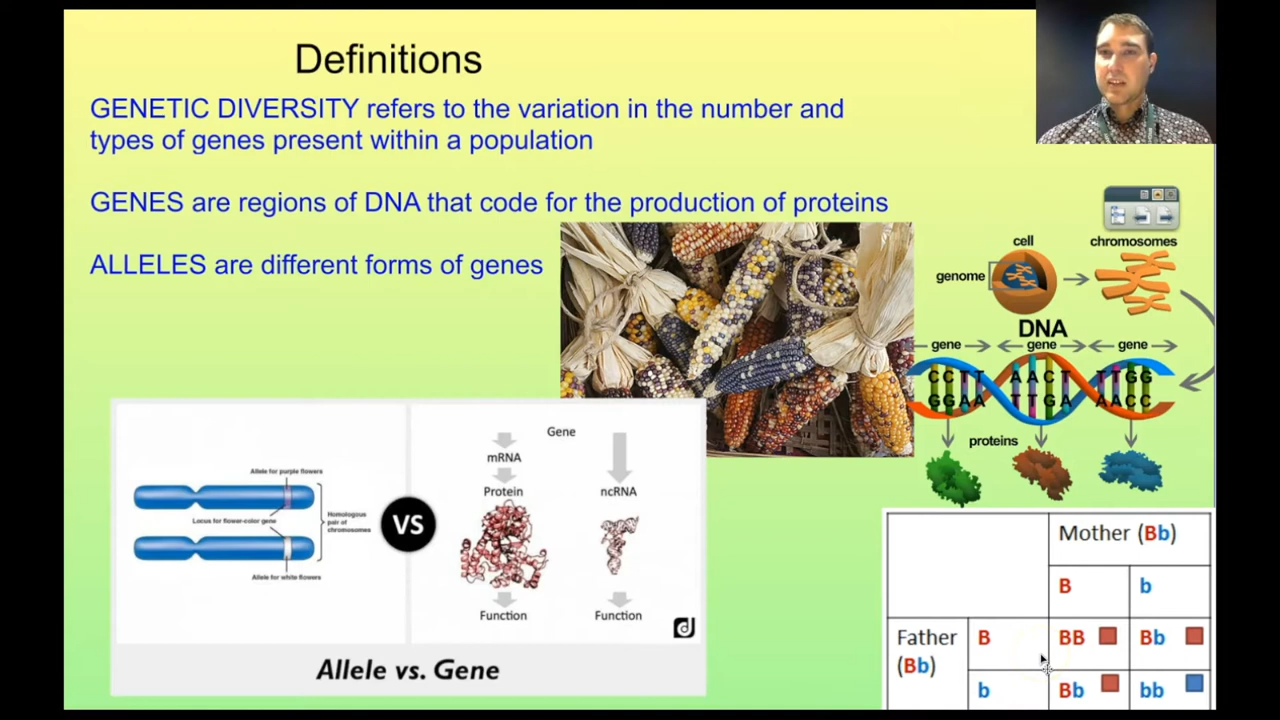 Definitions
GENETIC DIVERSITY refers to the variation in the number and
types of genes present within a population
GENES are regions of DNA that code for the production of proteins
ALLELES are different forms of genes
cell
chromosomes
genome
DNA
gene
gene
gene
C C T T A A C T T T G G
G G A A T T G A A A C C
proteins
Allele for purple flowers
Locus for flower-color gene
Homologous
pair of
chromosomes
Allele for white flowers
VS
Gene
mRNA
Protein
ncRNA
Function
Function
Allele vs. Gene
Mother (Bb)
B
b
Father
(Bb)
B
BB
Bb
b
Bb
bb